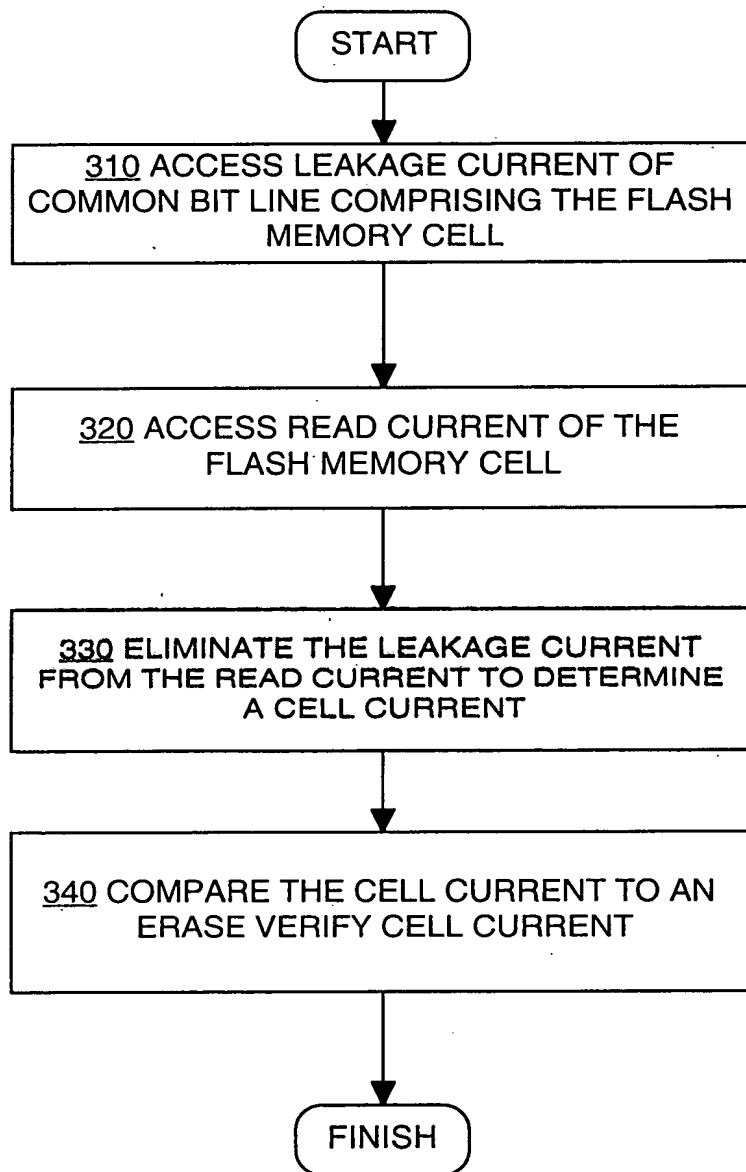 START
310 ACCESS LEAKAGE CURRENT OF
COMMON BIT LINE COMPRISING THE FLASH
MEMORY CELL
320 ACCESS READ CURRENT OF THE
FLASH MEMORY CELL
330 ELIMINATE THE LEAKAGE CURRENT
FROM THE READ CURRENT TO DETERMINE
A CELL CURRENT
340 COMPARE THE CELL CURRENT TO AN
ERASE VERIFY CELL CURRENT
FINISH